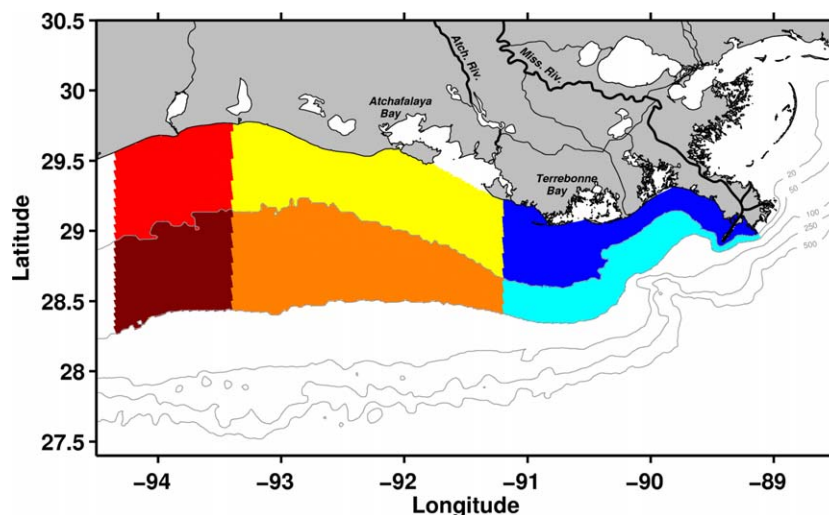 30.5
30
29.5
29
28.5
28
27.5
Latitude
Atch. Riv.
Miss. Riv.
Atchafalaya
Bay
Terrebonne
Bay
20
50
100
250
500
−94
−93
−92
−91
−90
−89
Longitude